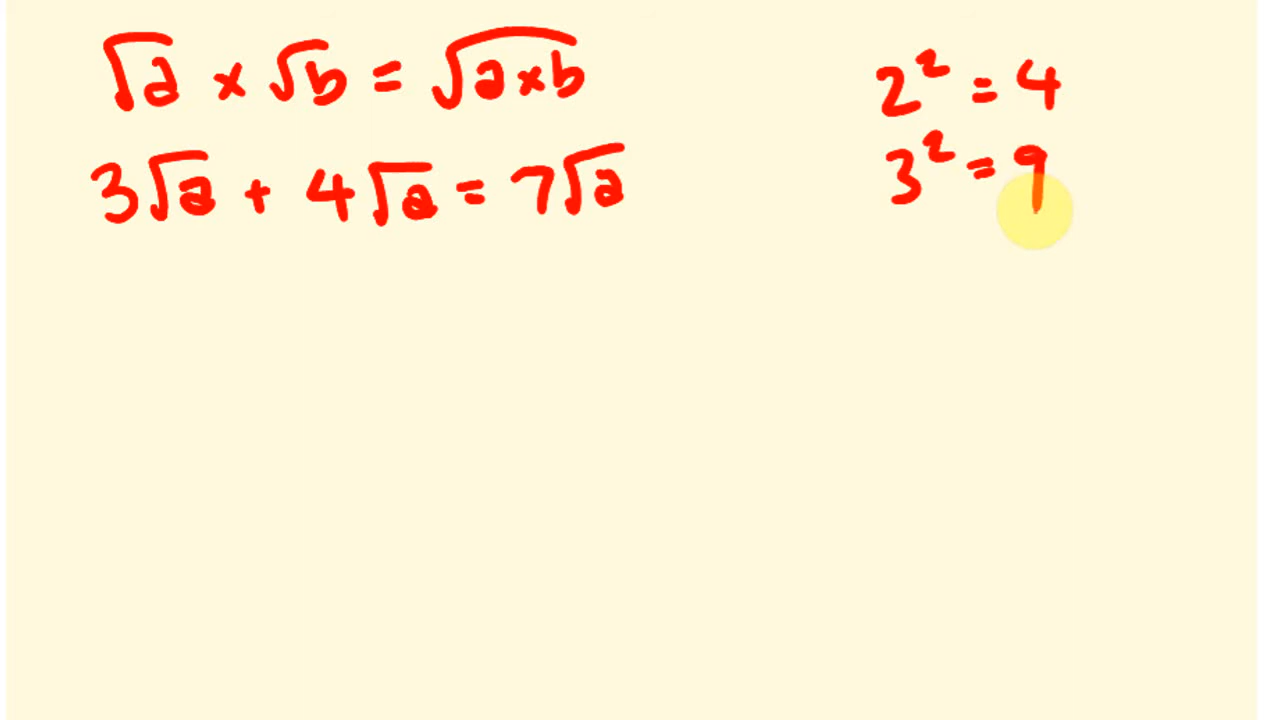 √a × √b = √a×b
3√a + 4√a = 7√a
2² = 4
3² = 9